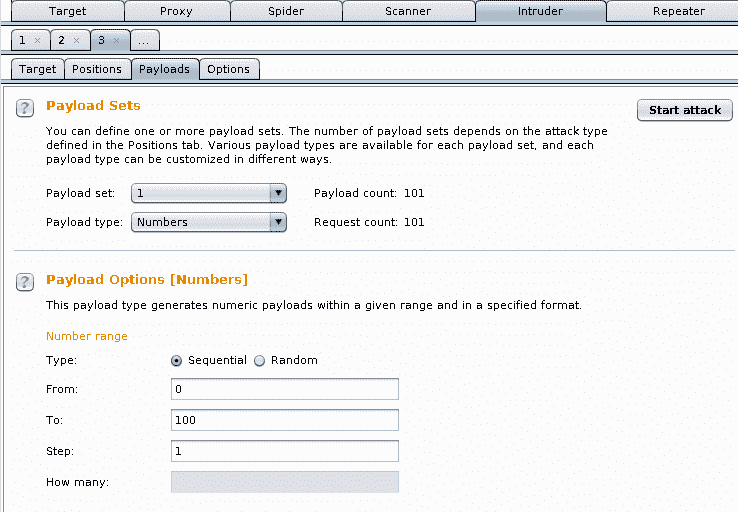 Target Proxy Spider Scanner Intruder Repeater
1 × 2 × 3 × ...
Target Positions Payloads Options
? Payload Sets Start attack
You can define one or more payload sets. The number of payload sets depends on the attack type
defined in the Positions tab. Various payload types are available for each payload set, and each
payload type can be customized in different ways.
Payload set: 1 Payload count: 101
Payload type: Numbers Request count: 101
? Payload Options [Numbers]
This payload type generates numeric payloads within a given range and in a specified format.
Number range
Type: Sequential Random
From: 0
To: 100
Step: 1
How many: